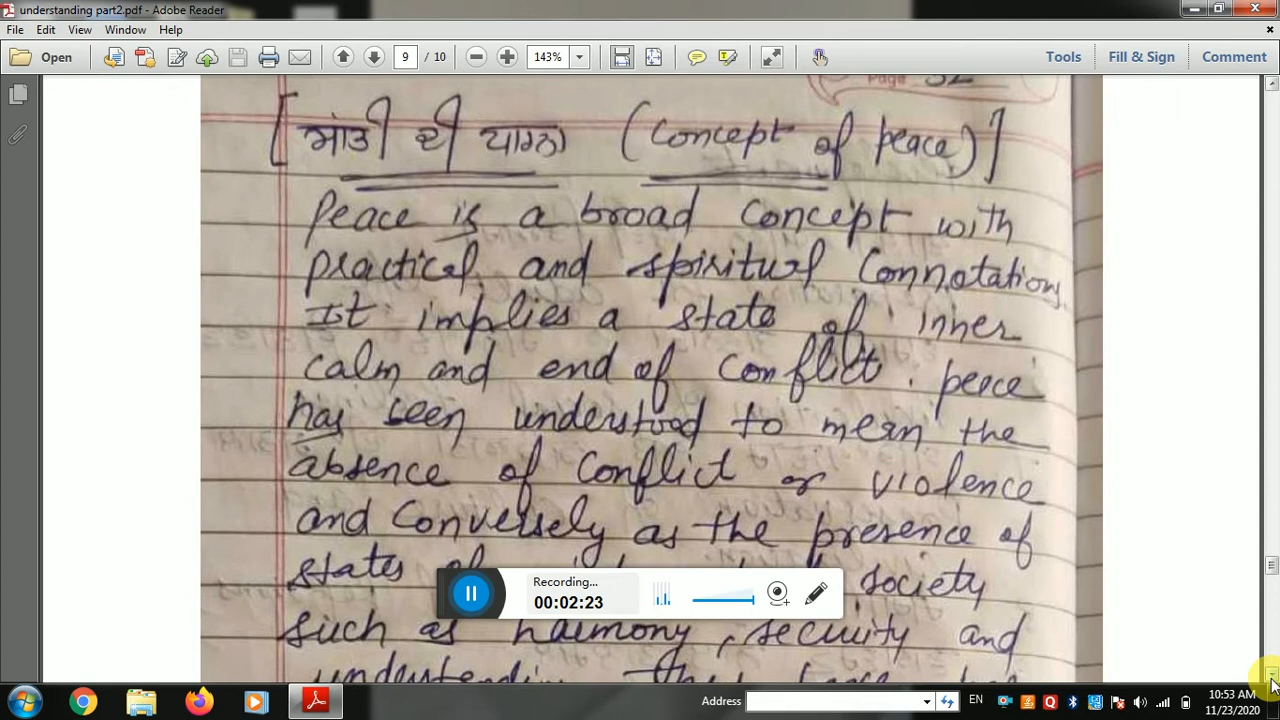 understanding part2.pdf - Adobe Reader
File Edit View Window Help
Open 9 / 10 143% Tools Fill & Sign Comment
Page 32
[ ਸ਼ਾਂਤੀ ਦੀ ਧਾਰਨਾ (Concept of peace) ]
Peace is a broad concept with
practical and spiritual connotations
It implies a state of inner
calm and end of conflict. peace
has been understood to mean the
absence of conflict or violence
and conversely as the presence of
states of society
such as harmony, security and
Recording...
00:02:23
Address EN 10:53 AM
11/23/2020